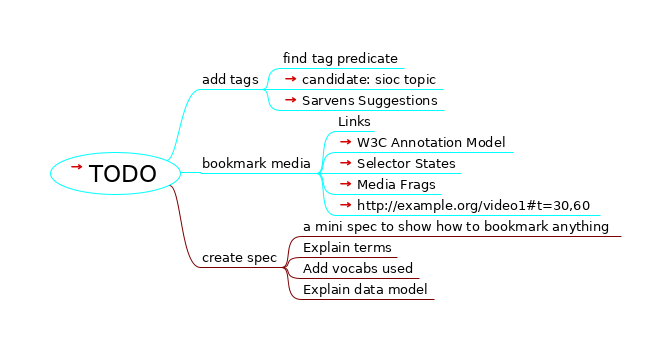 TODO
add tags
find tag predicate
candidate: sioc topic
Sarvens Suggestions
bookmark media
Links
W3C Annotation Model
Selector States
Media Frags
http://example.org/video1#t=30,60
create spec
a mini spec to show how to bookmark anything
Explain terms
Add vocabs used
Explain data model